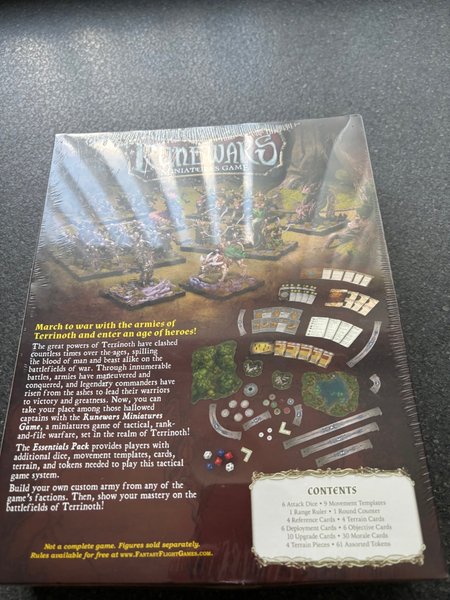 RUNEWARS
MINIATURES GAME
March to war with the armies of
Terrinoth and enter an age of heroes!
The great powers of Terrinoth have clashed
countless times over the ages, spilling
the blood of man and beast alike on the
battlefields of war. Through innumerable
battles, armies have maneuvered and
conquered, and legendary commanders have
risen from the ashes to lead their warriors
to victory and greatness. Now, you can
take your place among those hallowed
captains with the Runewars Miniatures
Game, a miniatures game of tactical, rank-
and-file warfare, set in the realm of Terrinoth!
The Essentials Pack provides players with
additional dice, movement templates, cards,
terrain, and tokens needed to play this tactical
game system.
Build your own custom army from any of the
game's factions. Then, show your mastery on the
battlefields of Terrinoth!
Not a complete game. Figures sold separately.
Rules available for free at www.FantasyFlightGames.com.
CONTENTS
6 Attack Dice • 9 Movement Templates
1 Range Ruler • 1 Round Counter
4 Reference Cards • 4 Terrain Cards
6 Deployment Cards • 6 Objective Cards
10 Upgrade Cards • 30 Morale Cards
4 Terrain Pieces • 61 Assorted Tokens